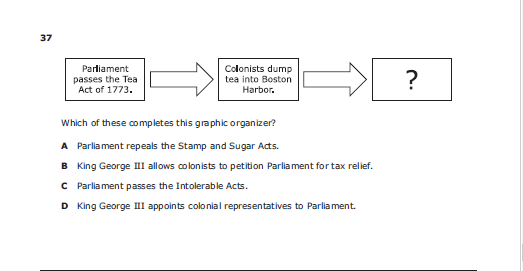 37
Parliament
passes the Tea
Act of 1773.
Colonists dump
tea into Boston
Harbor.
?
Which of these completes this graphic organizer?
A Parliament repeals the Stamp and Sugar Acts.
B King George III allows colonists to petition Parliament for tax relief.
C Parliament passes the Intolerable Acts.
D King George III appoints colonial representatives to Parliament.